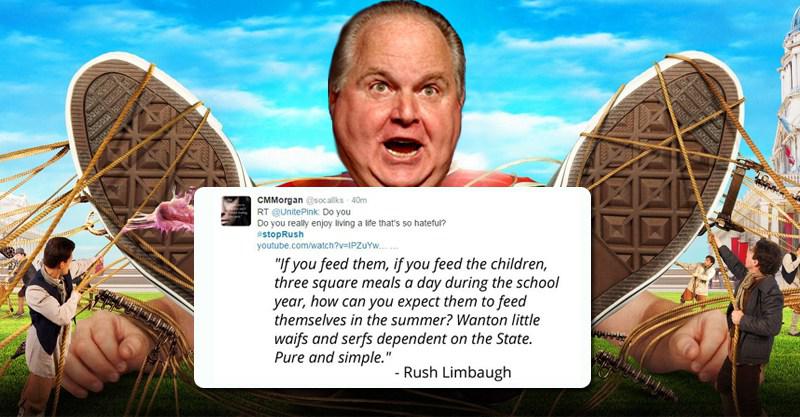 CMMorgan @socallks · 40m
RT @UnitePink: Do you
Do you really enjoy living a life that's so hateful?
#stopRush
youtube.com/watch?v=IPZuYw... ...
"If you feed them, if you feed the children,
three square meals a day during the school
year, how can you expect them to feed
themselves in the summer? Wanton little
waifs and serfs dependent on the State.
Pure and simple."
- Rush Limbaugh